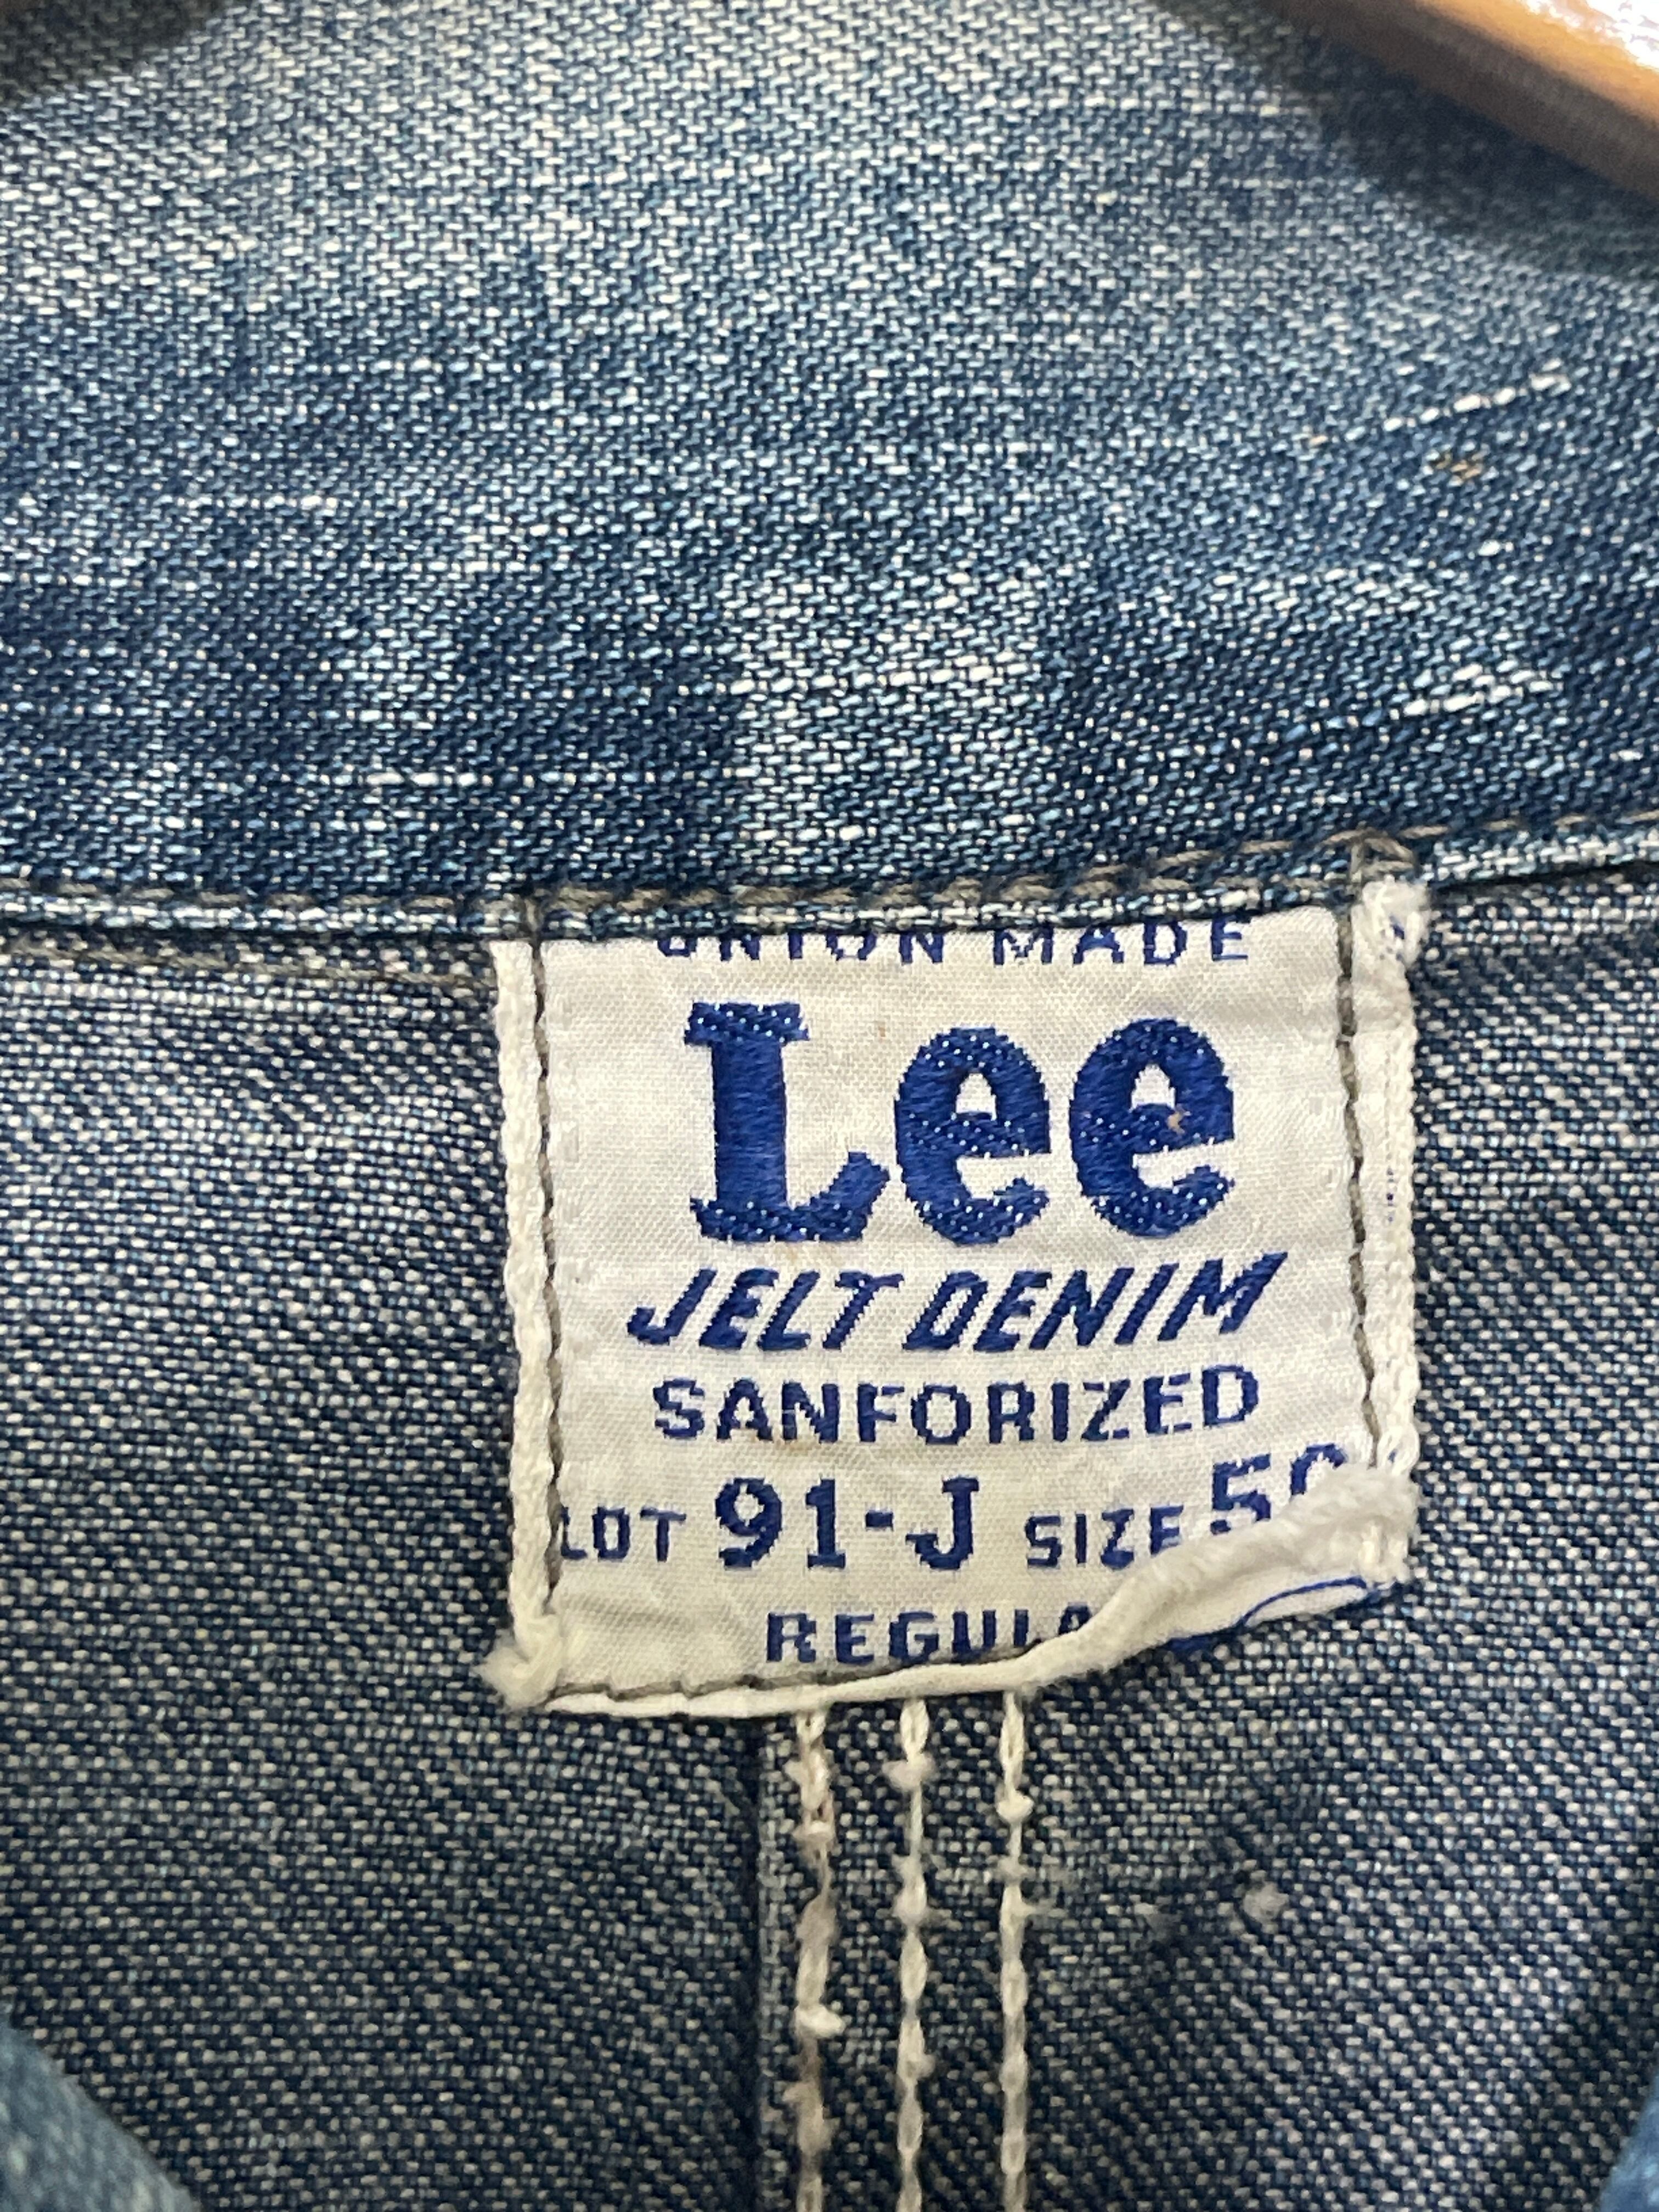 UNION MADE
Lee
JELT DENIM
SANFORIZED
LOT 91-J SIZE